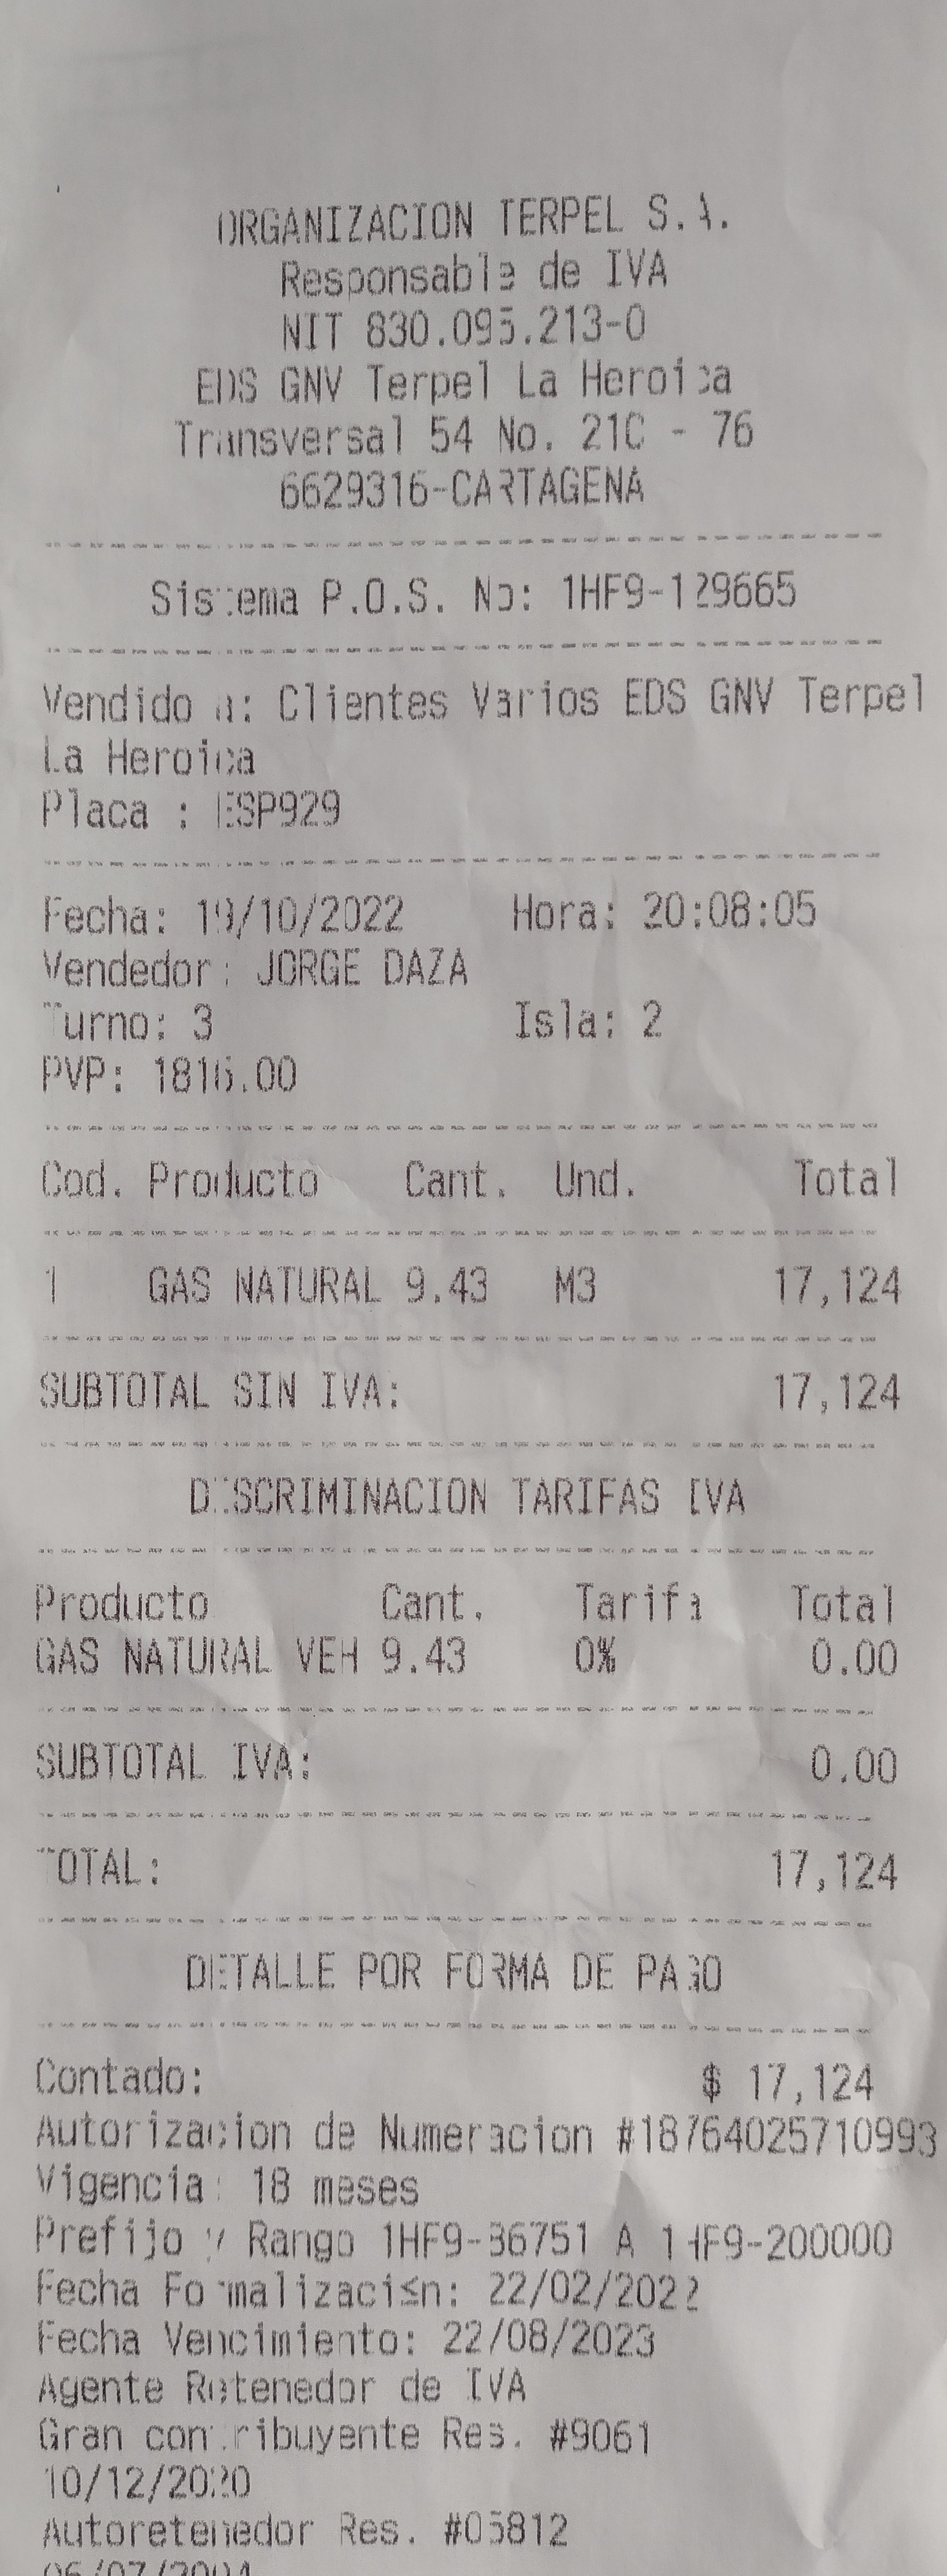 ORGANIZACION TERPEL S.A.
Responsable de IVA
NIT 830.095.213-0
EDS GNV Terpel La Heroica
Transversal 54 No. 21C - 76
6629316-CARTAGENA
Sistema P.O.S. No: 1HF9-129665
Vendido a: Clientes Varios EDS GNV Terpel
La Heroica
Placa : ESP929
Fecha: 19/10/2022 Hora: 20:08:05
Vendedor: JORGE DAZA
Turno: 3 Isla: 2
PVP: 1816.00
Cod. Producto Cant. Und. Total
1 GAS NATURAL 9.43 M3 17,124
SUBTOTAL SIN IVA: 17,124
DISCRIMINACION TARIFAS IVA
Producto Cant. Tarifa Total
GAS NATURAL VEH 9.43 0% 0.00
SUBTOTAL IVA: 0.00
TOTAL: 17,124
DETALLE POR FORMA DE PAGO
Contado: $ 17,124
Autorizacion de Numeracion #18764025710993
Vigencia: 18 meses
Prefijo y Rango 1HF9-86751 A 1HF9-200000
Fecha Formalizaci≤n: 22/02/2022
Fecha Vencimiento: 22/08/2023
Agente Retenedor de IVA
Gran contribuyente Res. #9061
10/12/2020
Autoretenedor Res. #05812